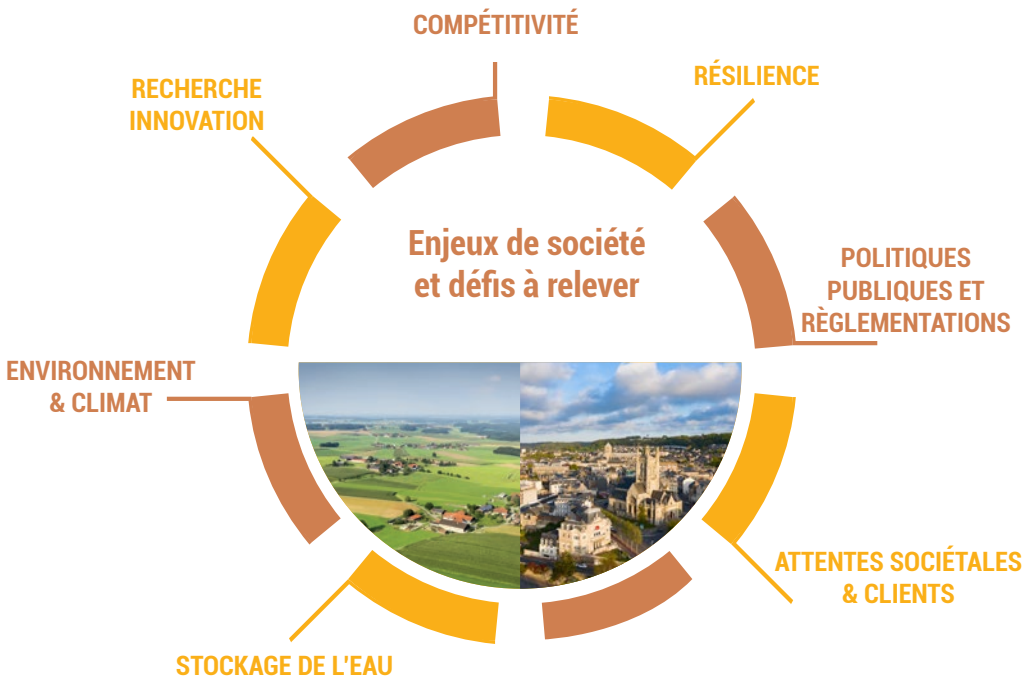 COMPÉTITIVITÉ
RÉSILIENCE
RECHERCHE
INNOVATION
Enjeux de société
et défis à relever
POLITIQUES
PUBLIQUES ET
RÈGLEMENTATIONS
ENVIRONNEMENT
& CLIMAT
ATTENTES SOCIÉTALES
& CLIENTS
STOCKAGE DE L'EAU